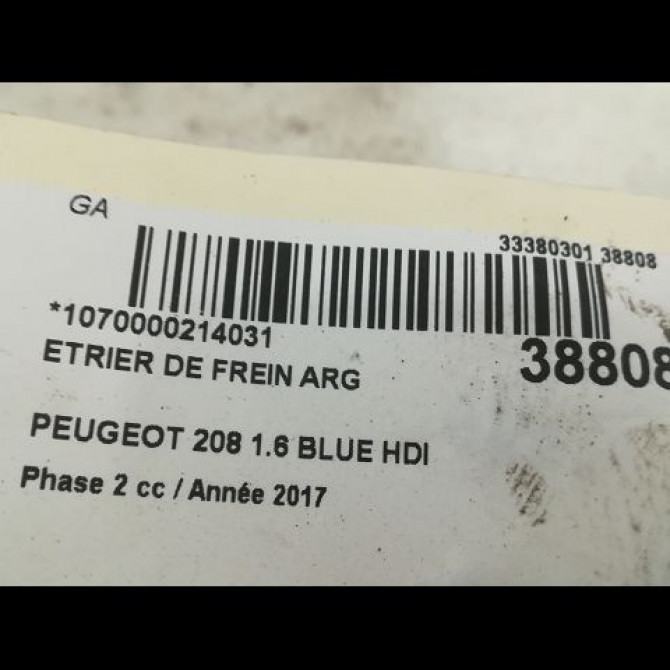 GA
33380301 38808
*1070000214031
38808
ETRIER DE FREIN ARG
PEUGEOT 208 1.6 BLUE HDI
Phase 2 cc / Année 2017